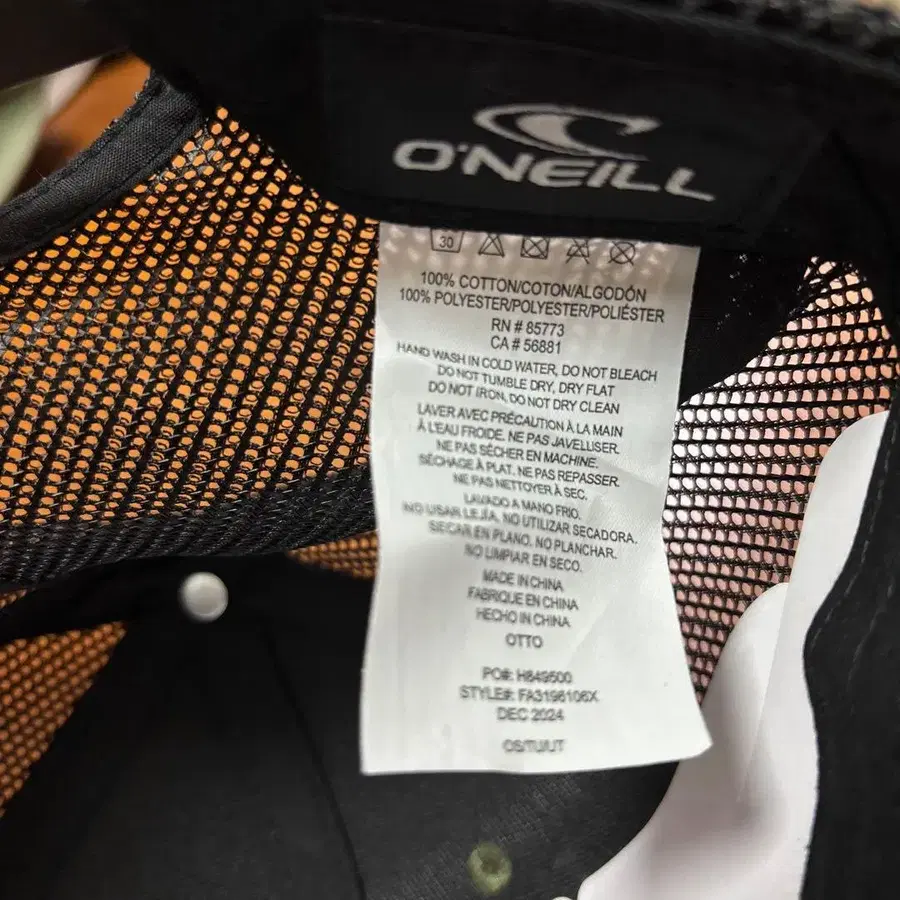 O'NEILL
30
100% COTTON/COTON/ALGODÓN
100% POLYESTER/POLYESTER/POLIÉSTER
RN # 85773
CA # 56881
HAND WASH IN COLD WATER, DO NOT BLEACH
DO NOT TUMBLE DRY, DRY FLAT
DO NOT IRON, DO NOT DRY CLEAN
LAVER AVEC PRÉCAUTION À LA MAIN
À L'EAU FROIDE. NE PAS JAVELLISER.
NE PAS SÉCHER EN MACHINE.
SÉCHAGE À PLAT. NE PAS REPASSER.
NE PAS NETTOYER À SEC.
LAVADO A MANO FRIO.
NO USAR LEJÍA, NO UTILIZAR SECADORA.
SECAR EN PLANO. NO PLANCHAR.
NO LIMPIAR EN SECO.
MADE IN CHINA
FABRIQUE EN CHINA
HECHO IN CHINA
OTTO
PO#: H849500
STYLE#: FA3196106X
DEC 2024
OS/TU/UT